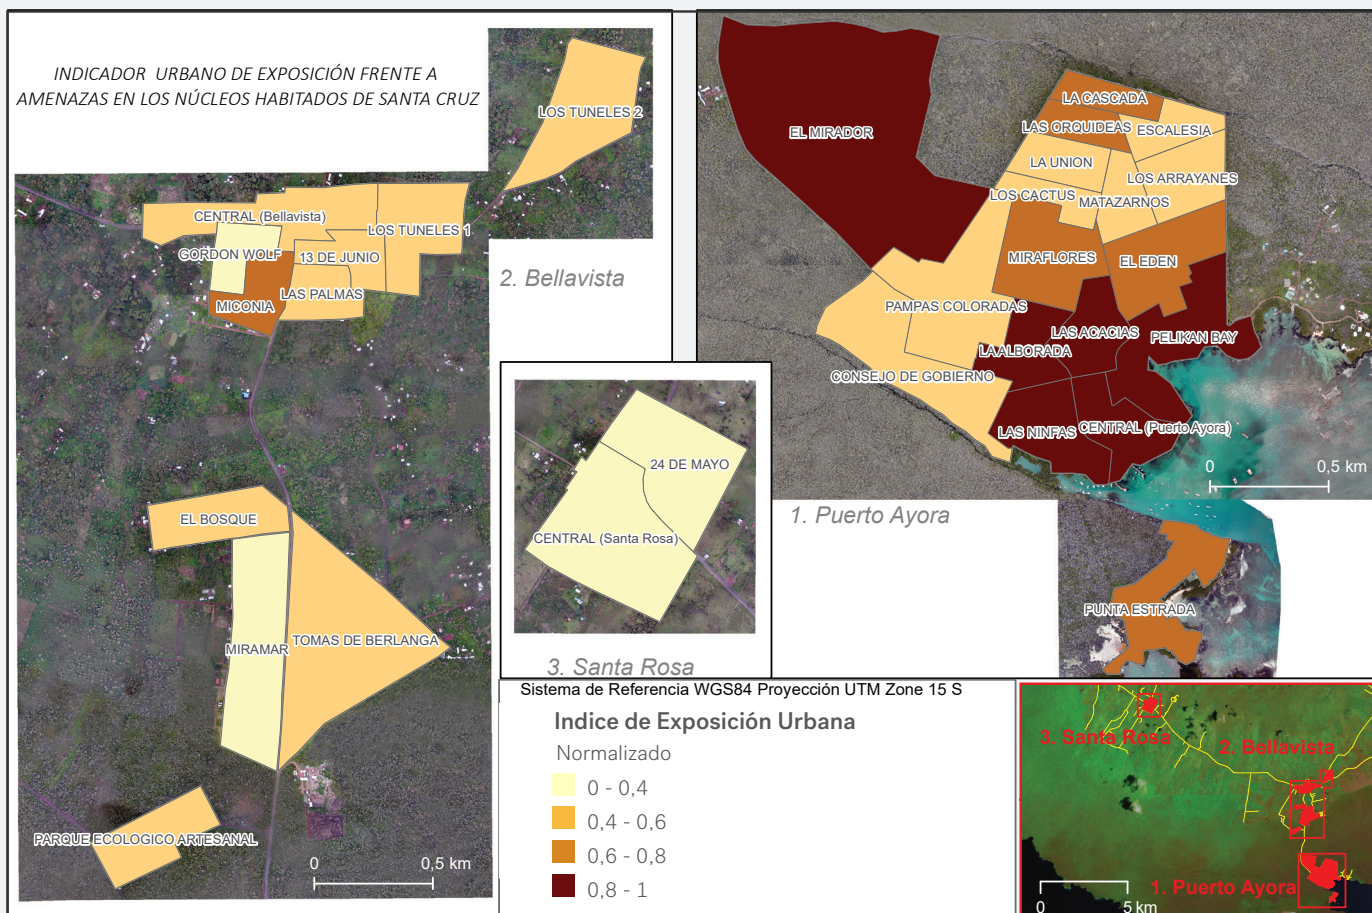 INDICADOR URBANO DE EXPOSICIÓN FRENTE A
AMENAZAS EN LOS NÚCLEOS HABITADOS DE SANTA CRUZ
LOS TUNELES 2
CENTRAL (Bellavista)
LOS TUNELES 1
GORDON WOLF
13 DE JUNIO
LAS PALMAS
MICONIA
2. Bellavista
EL BOSQUE
MIRAMAR
TOMAS DE BERLANGA
PARQUE ECOLOGICO ARTESANAL
0
0,5 km
EL MIRADOR
LA CASCADA
LAS ORQUIDEAS
ESCALESIA
LA UNION
LOS ARRAYANES
LOS CACTUS
MATAZARNOS
MIRAFLORES
EL EDEN
PAMPAS COLORADAS
LAS ACACIAS
PELIKAN BAY
LA ALBORADA
CONSEJO DE GOBIERNO
LAS NINFAS
CENTRAL (Puerto Ayora)
0
0,5 km
1. Puerto Ayora
PUNTA ESTRADA
24 DE MAYO
CENTRAL (Santa Rosa)
3. Santa Rosa
Sistema de Referencia WGS84 Proyección UTM Zone 15 S
Indice de Exposición Urbana
Normalizado
0 - 0,4
0,4 - 0,6
0,6 - 0,8
0,8 - 1
3. Santa Rosa
2. Bellavista
1. Puerto Ayora
0
5 km